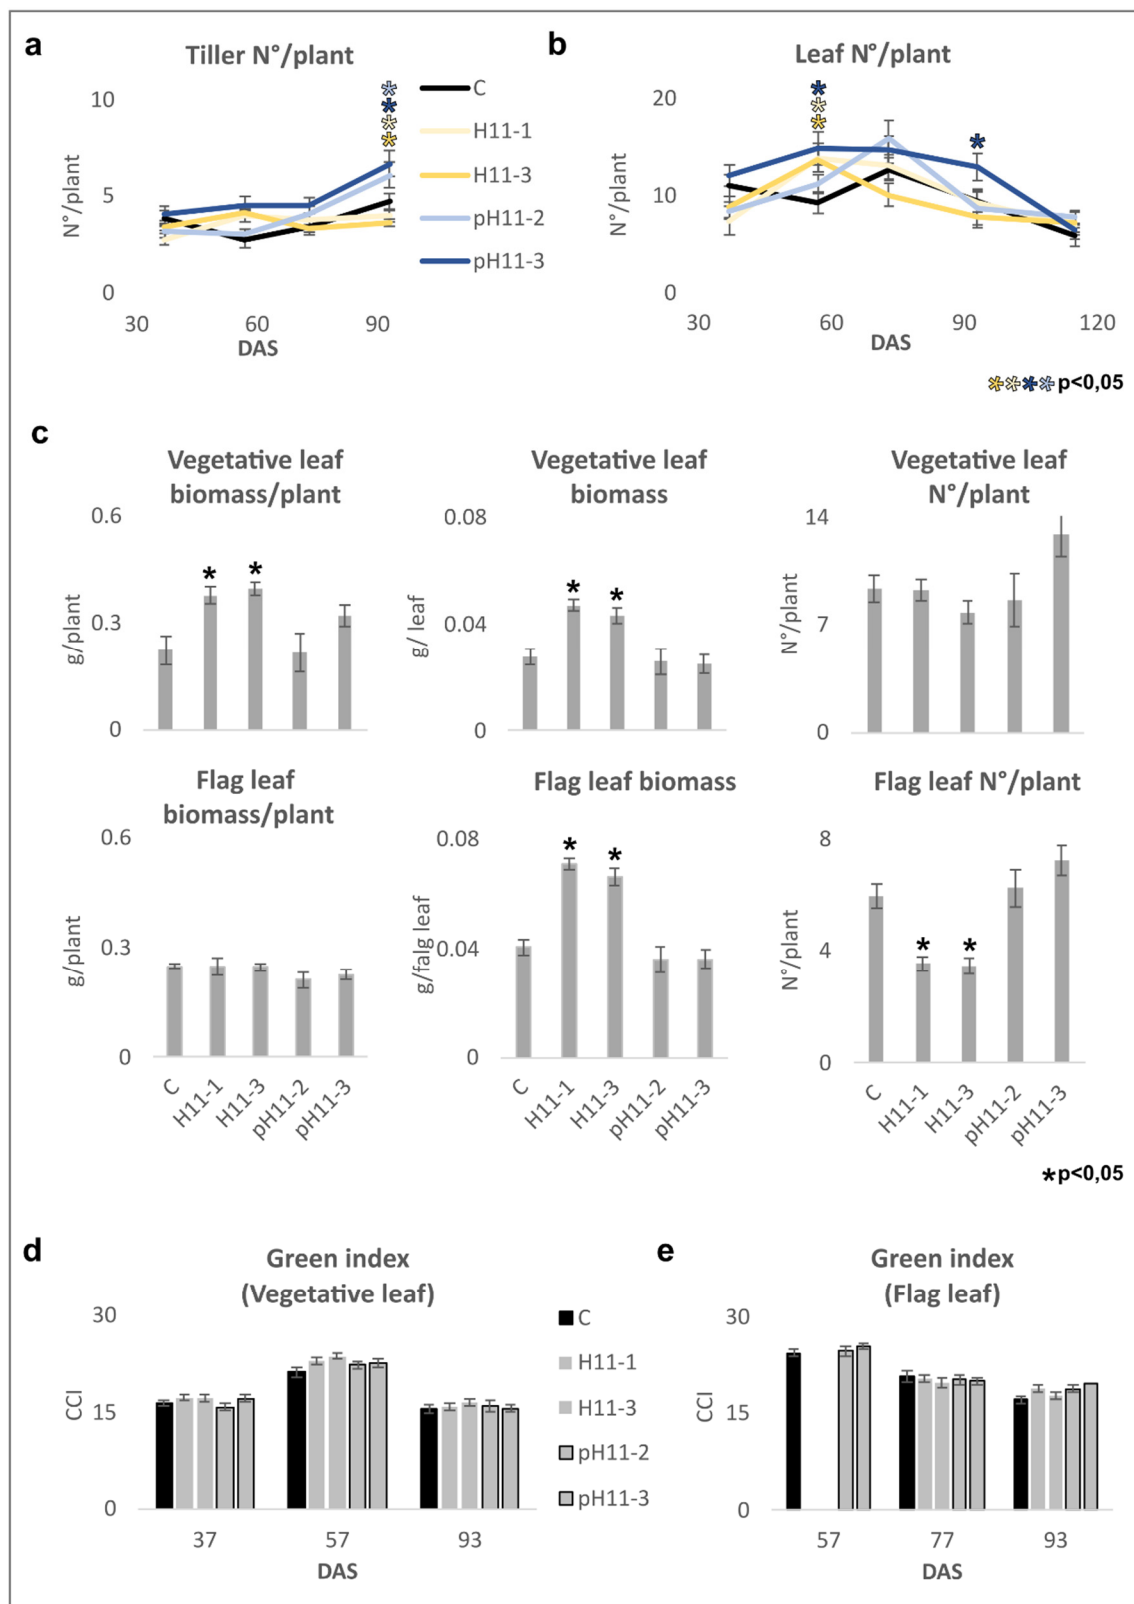 a
Tiller N°/plant
10
5
0
N°/plant
30
60
90
DAS
C
H11-1
H11-3
pH11-2
pH11-3
b
Leaf N°/plant
20
10
0
N°/plant
30
60
90
120
DAS
p<0,05
c
Vegetative leaf
biomass/plant
0.6
0.3
0
g/plant
Vegetative leaf
biomass
0.08
0.04
0
g/ leaf
Vegetative leaf
N°/plant
14
7
0
N°/plant
* *
* *
Flag leaf
biomass/plant
0.6
0.3
0
g/plant
C
H11-1
H11-3
pH11-2
pH11-3
Flag leaf biomass
0.08
0.04
0
g/falg leaf
* *
C
H11-1
H11-3
pH11-2
pH11-3
Flag leaf N°/plant
8
4
0
N°/plant
* *
C
H11-1
H11-3
pH11-2
pH11-3
*p<0,05
d
Green index
(Vegetative leaf)
30
15
0
CCI
37
57
93
DAS
C
H11-1
H11-3
pH11-2
pH11-3
e
Green index
(Flag leaf)
30
15
0
CCI
57
77
93
DAS